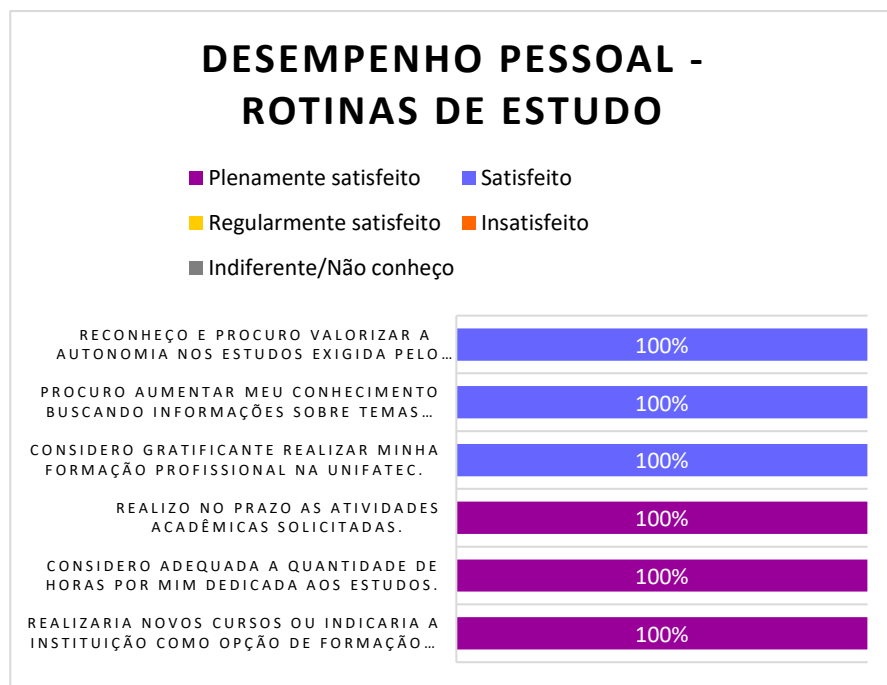 DESEMPENHO PESSOAL -
ROTINAS DE ESTUDO
Plenamente satisfeito
Satisfeito
Regularmente satisfeito
Insatisfeito
Indiferente/Não conheço
RECONHEÇO E PROCURO VALORIZAR A
AUTONOMIA NOS ESTUDOS EXIGIDA PELO…
100%
PROCURO AUMENTAR MEU CONHECIMENTO
BUSCANDO INFORMAÇÕES SOBRE TEMAS…
100%
CONSIDERO GRATIFICANTE REALIZAR MINHA
FORMAÇÃO PROFISSIONAL NA UNIFATEC.
100%
REALIZO NO PRAZO AS ATIVIDADES
ACADÊMICAS SOLICITADAS.
100%
CONSIDERO ADEQUADA A QUANTIDADE DE
HORAS POR MIM DEDICADA AOS ESTUDOS.
100%
REALIZARIA NOVOS CURSOS OU INDICARIA A
INSTITUIÇÃO COMO OPÇÃO DE FORMAÇÃO…
100%